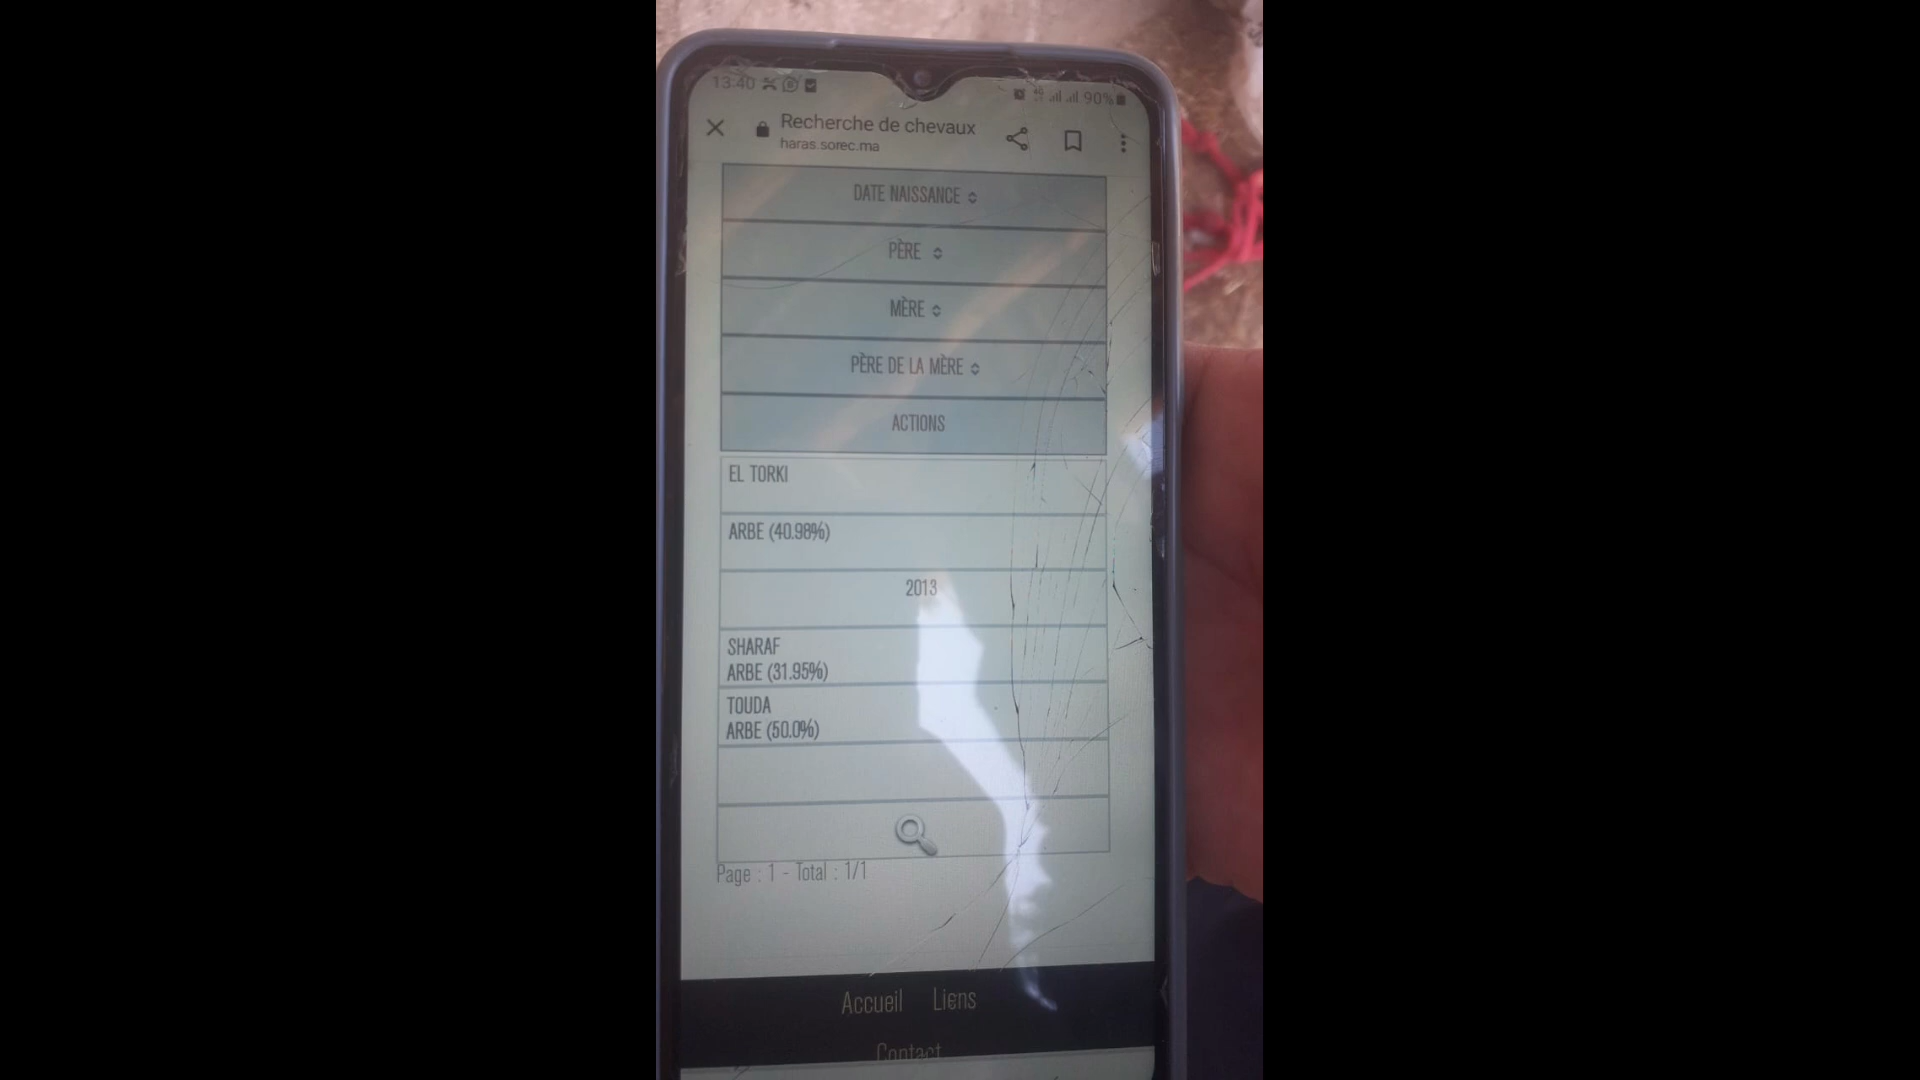 13:40
90%
Recherche de chevaux
haras.sorec.ma
DATE NAISSANCE
PÈRE
MÈRE
PÈRE DE LA MÈRE
ACTIONS
EL TORKI
ARBE (40.98%)
2013
SHARAF
ARBE (31.95%)
TOUDA
ARBE (50.0%)
Page : 1 - Total : 1/1
Accueil Liens
Contact